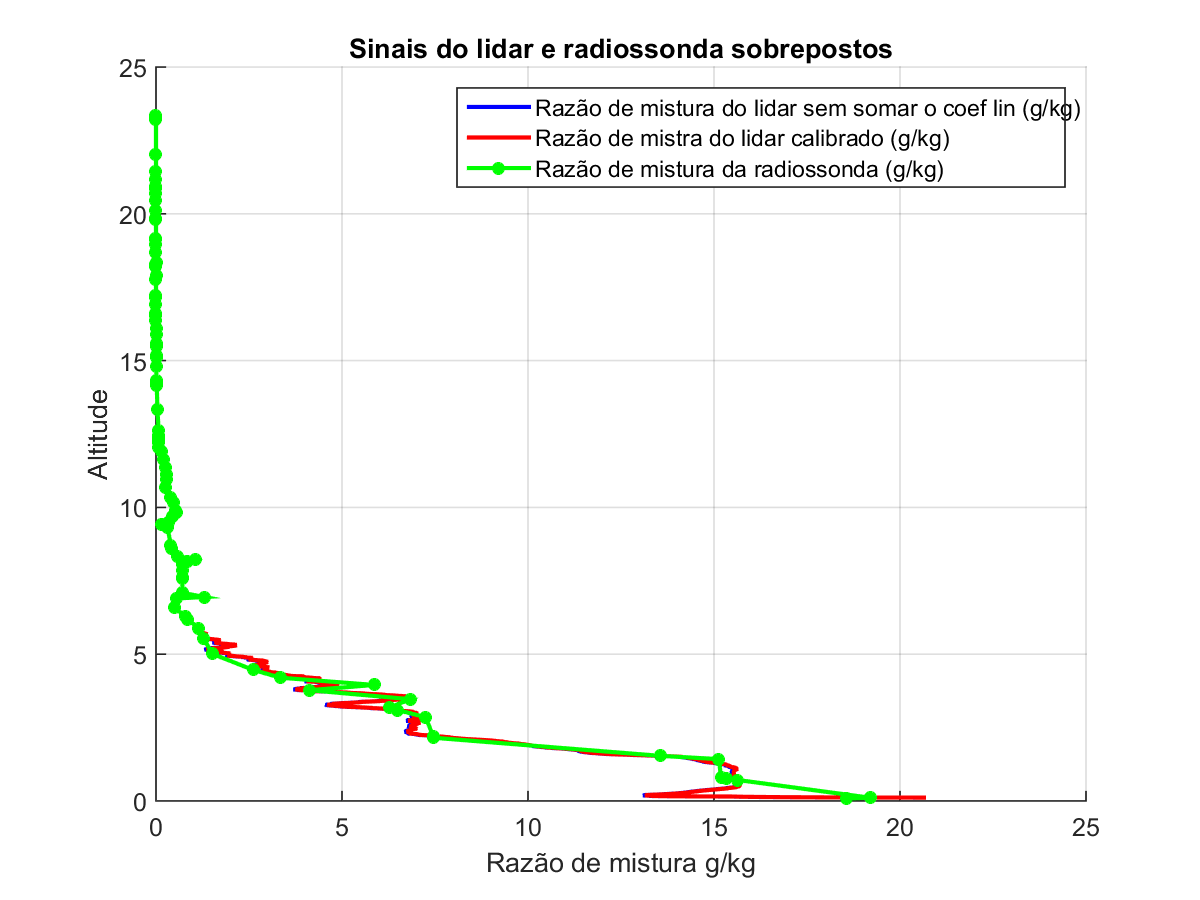 Sinais do lidar e radiossonda sobrepostos
25
Razão de mistura do lidar sem somar o coef lin (g/kg)
Razão de mistra do lidar calibrado (g/kg)
Razão de mistura da radiossonda (g/kg)
20
15
Altitude
10
5
0
0 5 10 15 20 25
Razão de mistura g/kg